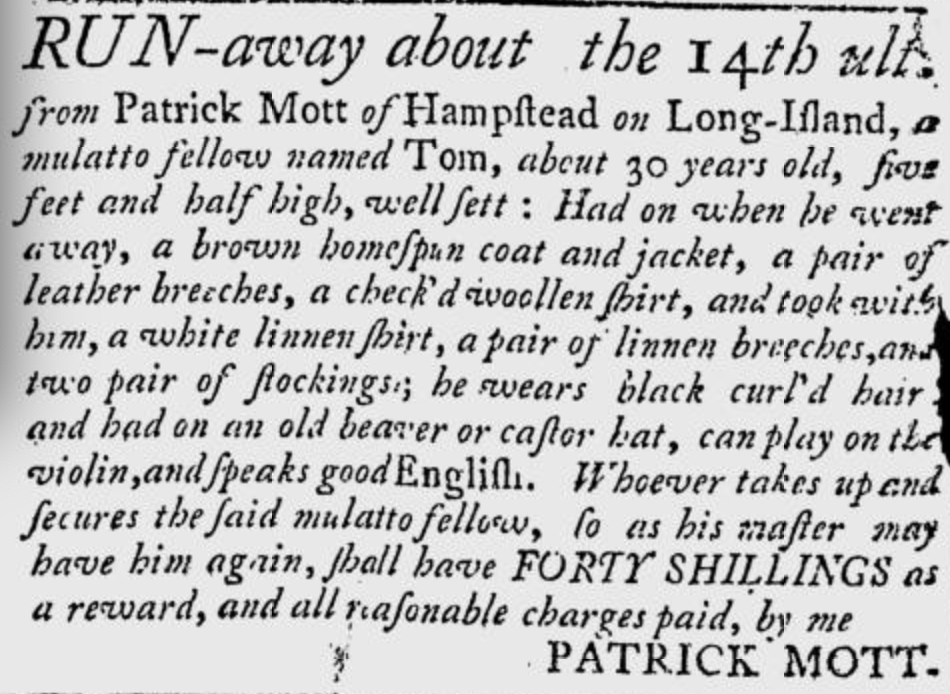 RUN-away about the 14th ult.
from Patrick Mott of Hampſtead on Long-Iſland, a
mulatto fellow named Tom, about 30 years old, five
feet and half high, well ſett : Had on when he went
away, a brown homeſpun coat and jacket, a pair of
leather breeches, a check'd woollen ſhirt, and took with
him, a white linnen ſhirt, a pair of linnen breeches, and
two pair of ſtockings; he wears black curl'd hair
and had on an old beaver or caſtor hat, can play on the
violin, and ſpeaks good Engliſh. Whoever takes up and
ſecures the ſaid mulatto fellow, ſo as his maſter may
have him again, ſhall have FORTY SHILLINGS as
a reward, and all reaſonable charges paid, by me
PATRICK MOTT.